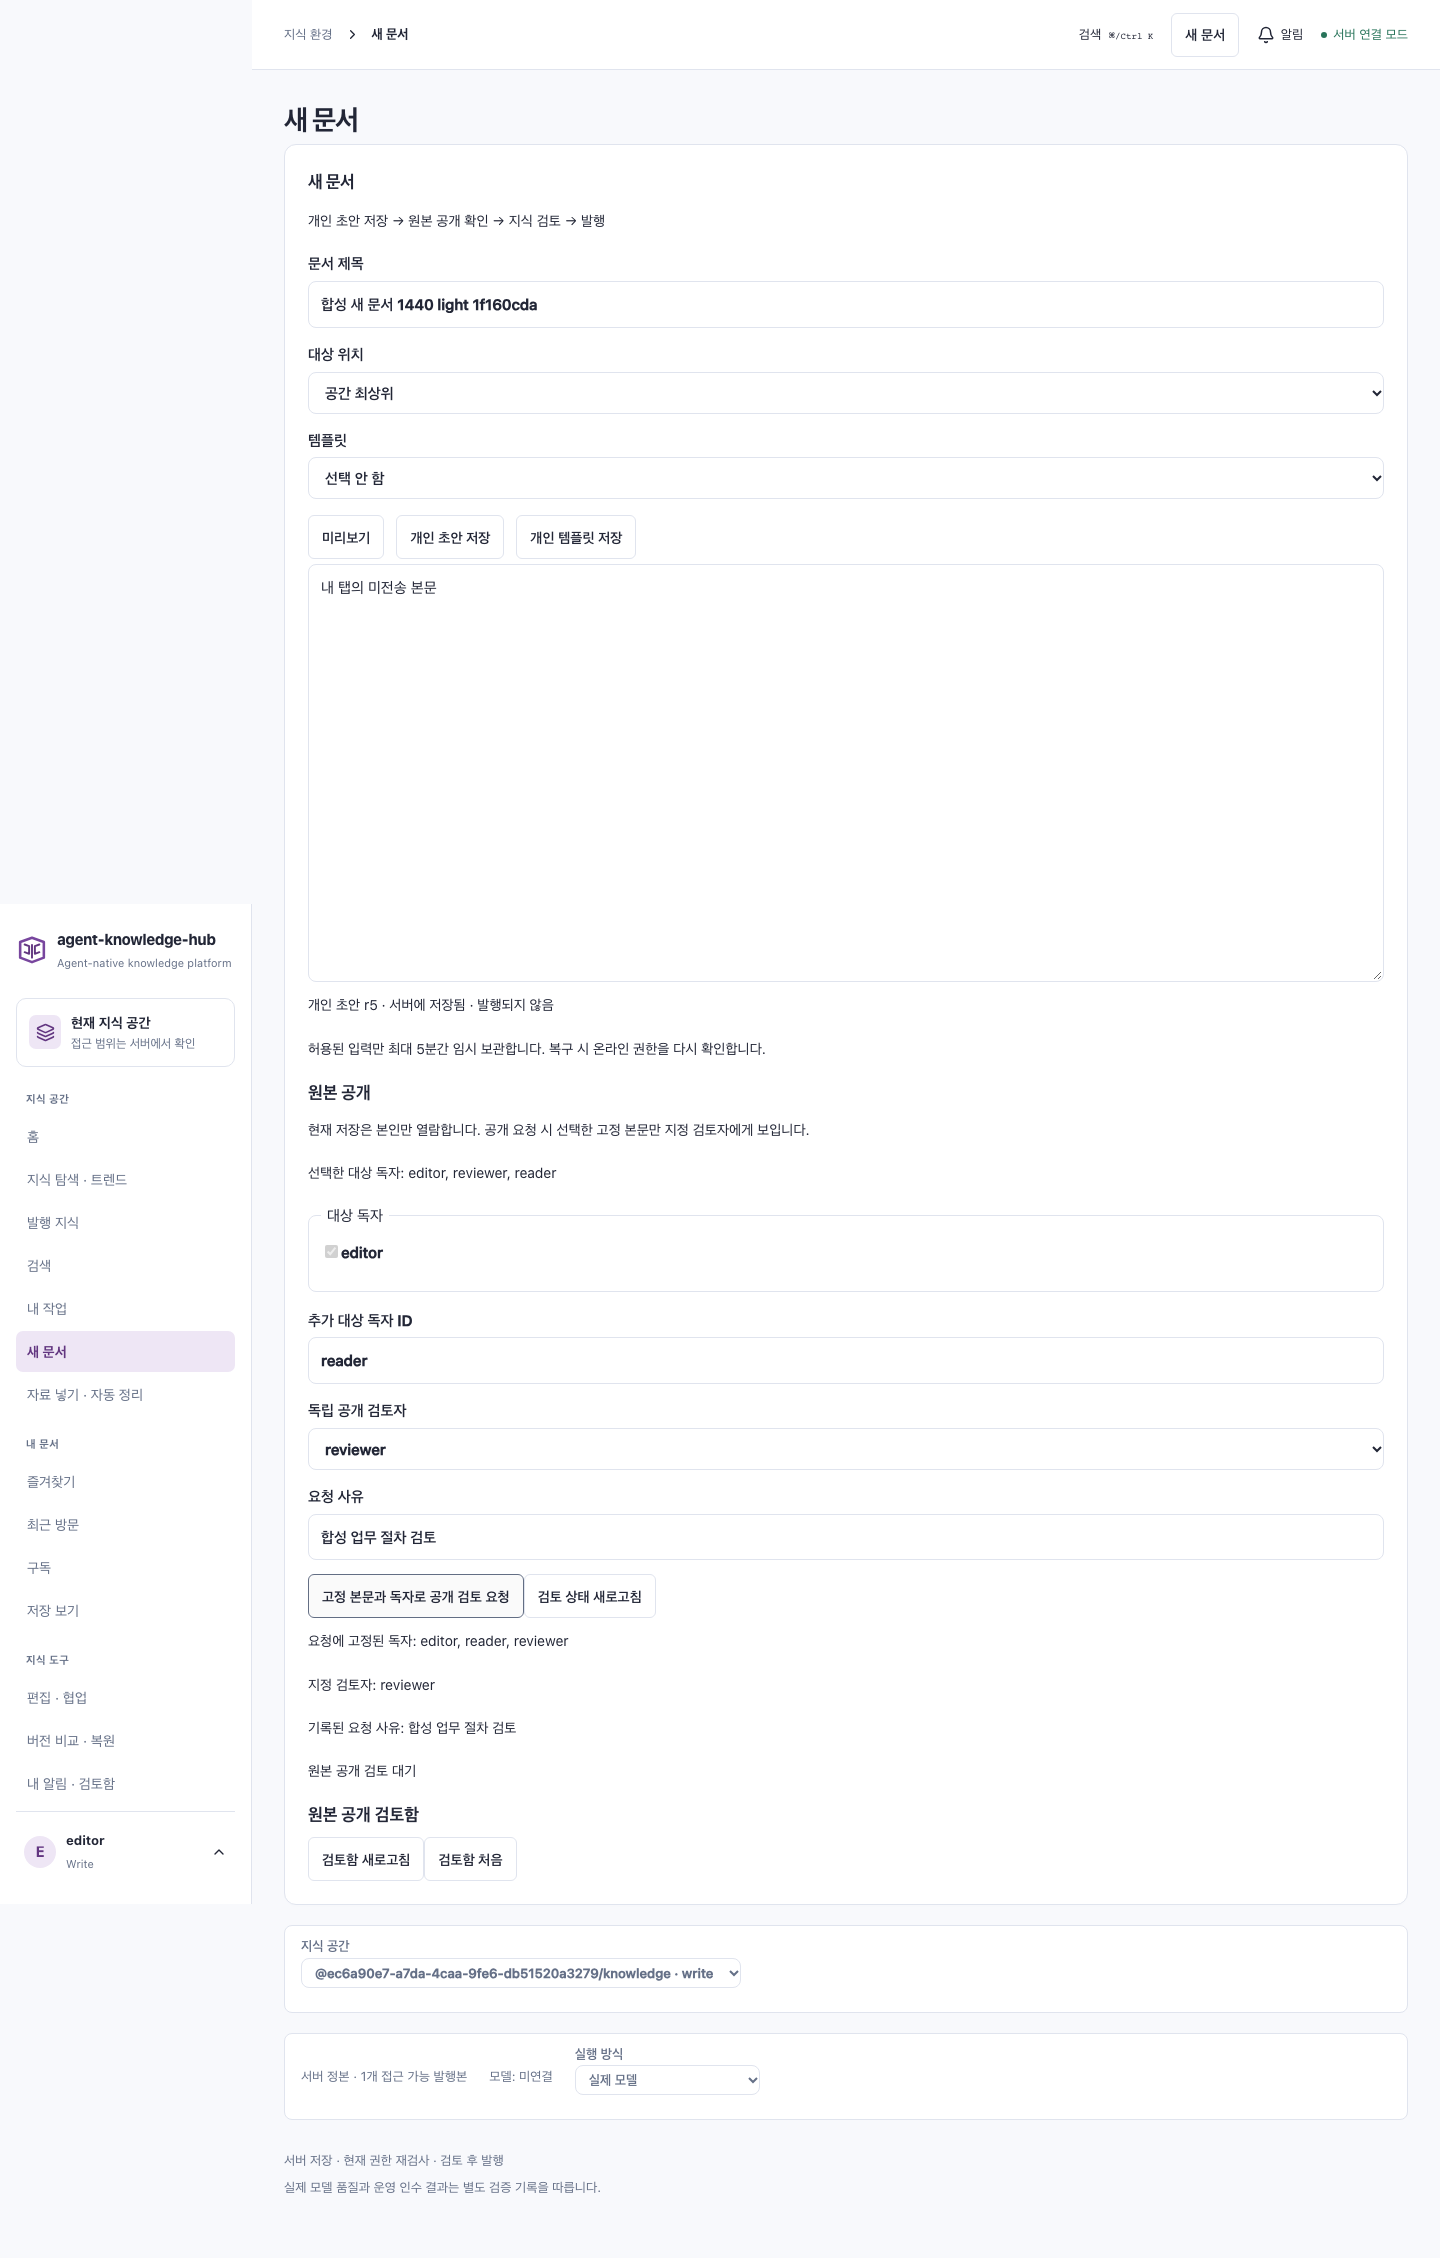 지식 환경 > 새 문서
검색 ⌘/Ctrl K
새 문서
알림
서버 연결 모드
새 문서
새 문서
개인 초안 저장 → 원본 공개 확인 → 지식 검토 → 발행
문서 제목
합성 새 문서 1440 light 1f160cda
대상 위치
공간 최상위
템플릿
선택 안 함
미리보기
개인 초안 저장
개인 템플릿 저장
내 탭의 미전송 본문
개인 초안 r5 · 서버에 저장됨 · 발행되지 않음
허용된 입력만 최대 5분간 임시 보관합니다. 복구 시 온라인 권한을 다시 확인합니다.
원본 공개
현재 저장은 본인만 열람합니다. 공개 요청 시 선택한 고정 본문만 지정 검토자에게 보입니다.
선택한 대상 독자: editor, reviewer, reader
대상 독자
editor
추가 대상 독자 ID
reader
독립 공개 검토자
reviewer
요청 사유
합성 업무 절차 검토
고정 본문과 독자로 공개 검토 요청
검토 상태 새로고침
요청에 고정된 독자: editor, reader, reviewer
지정 검토자: reviewer
기록된 요청 사유: 합성 업무 절차 검토
원본 공개 검토 대기
원본 공개 검토함
검토함 새로고침
검토함 처음
agent-knowledge-hub
Agent-native knowledge platform
현재 지식 공간
접근 범위는 서버에서 확인
지식 공간
홈
지식 탐색 · 트렌드
발행 지식
검색
내 작업
새 문서
자료 넣기 · 자동 정리
내 문서
즐겨찾기
최근 방문
구독
저장 보기
지식 도구
편집 · 협업
버전 비교 · 복원
내 알림 · 검토함
E
editor
Write
지식 공간
@ec6a90e7-a7da-4caa-9fe6-db51520a3279/knowledge · write
서버 정본 · 1개 접근 가능 발행본
모델: 미연결
실행 방식
실제 모델
서버 저장 · 현재 권한 재검사 · 검토 후 발행
실제 모델 품질과 운영 인수 결과는 별도 검증 기록을 따릅니다.